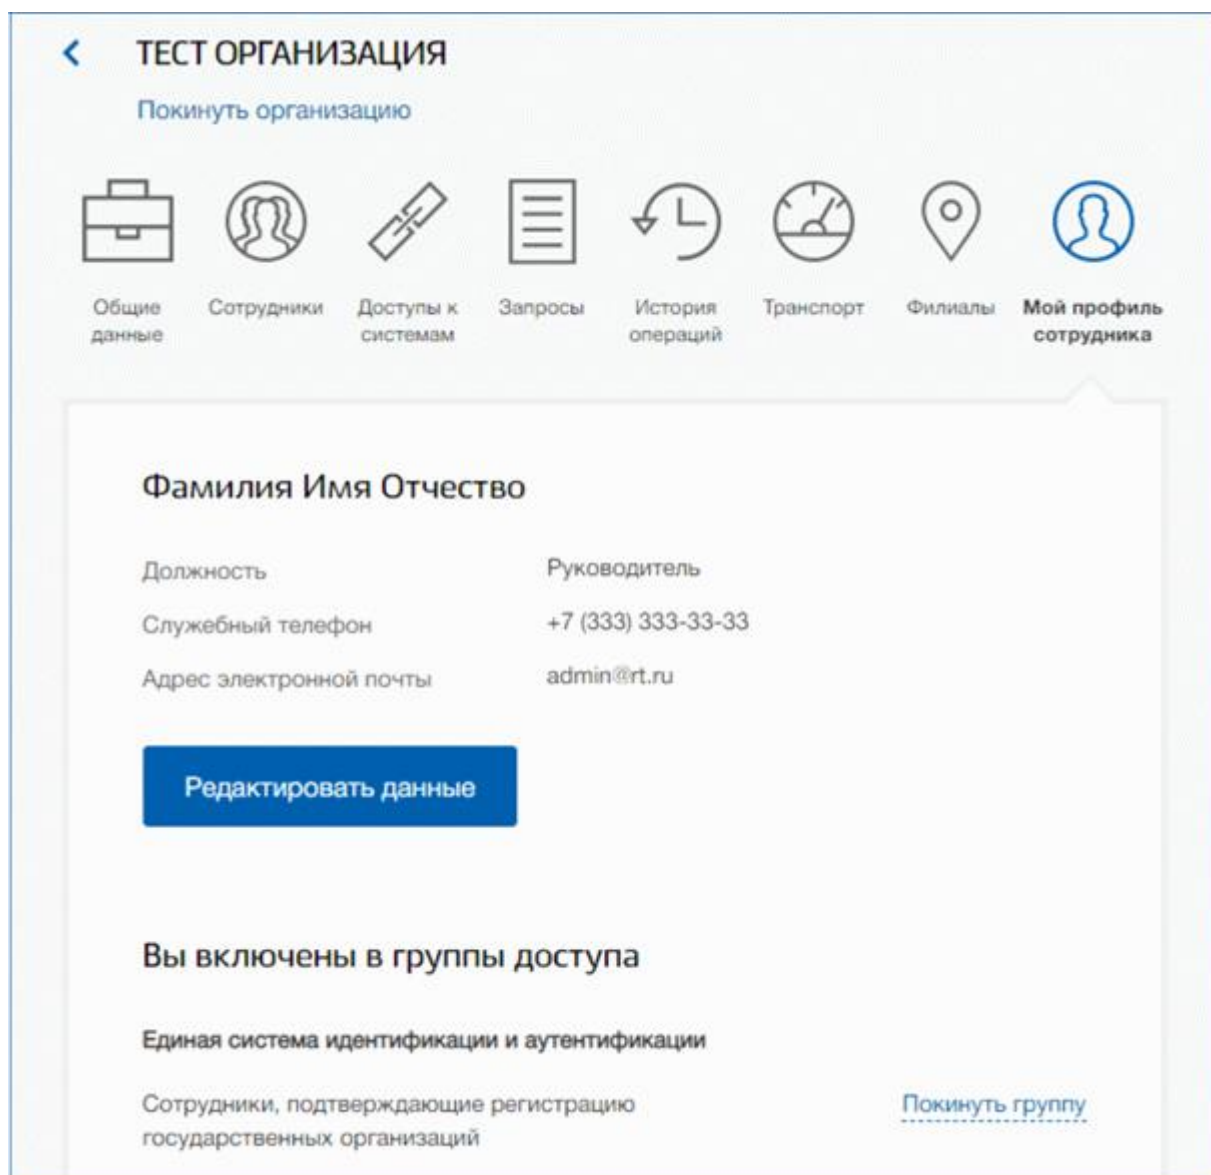 ТЕСТ ОРГАНИЗАЦИЯ
Покинуть организацию
Общие данные
Сотрудники
Доступы к системам
Запросы
История операций
Транспорт
Филиалы
Мой профиль сотрудника
Фамилия Имя Отчество
Должность Руководитель
Служебный телефон +7 (333) 333-33-33
Адрес электронной почты admin@rt.ru
Редактировать данные
Вы включены в группы доступа
Единая система идентификации и аутентификации
Сотрудники, подтверждающие регистрацию Покинуть группу
государственных организаций